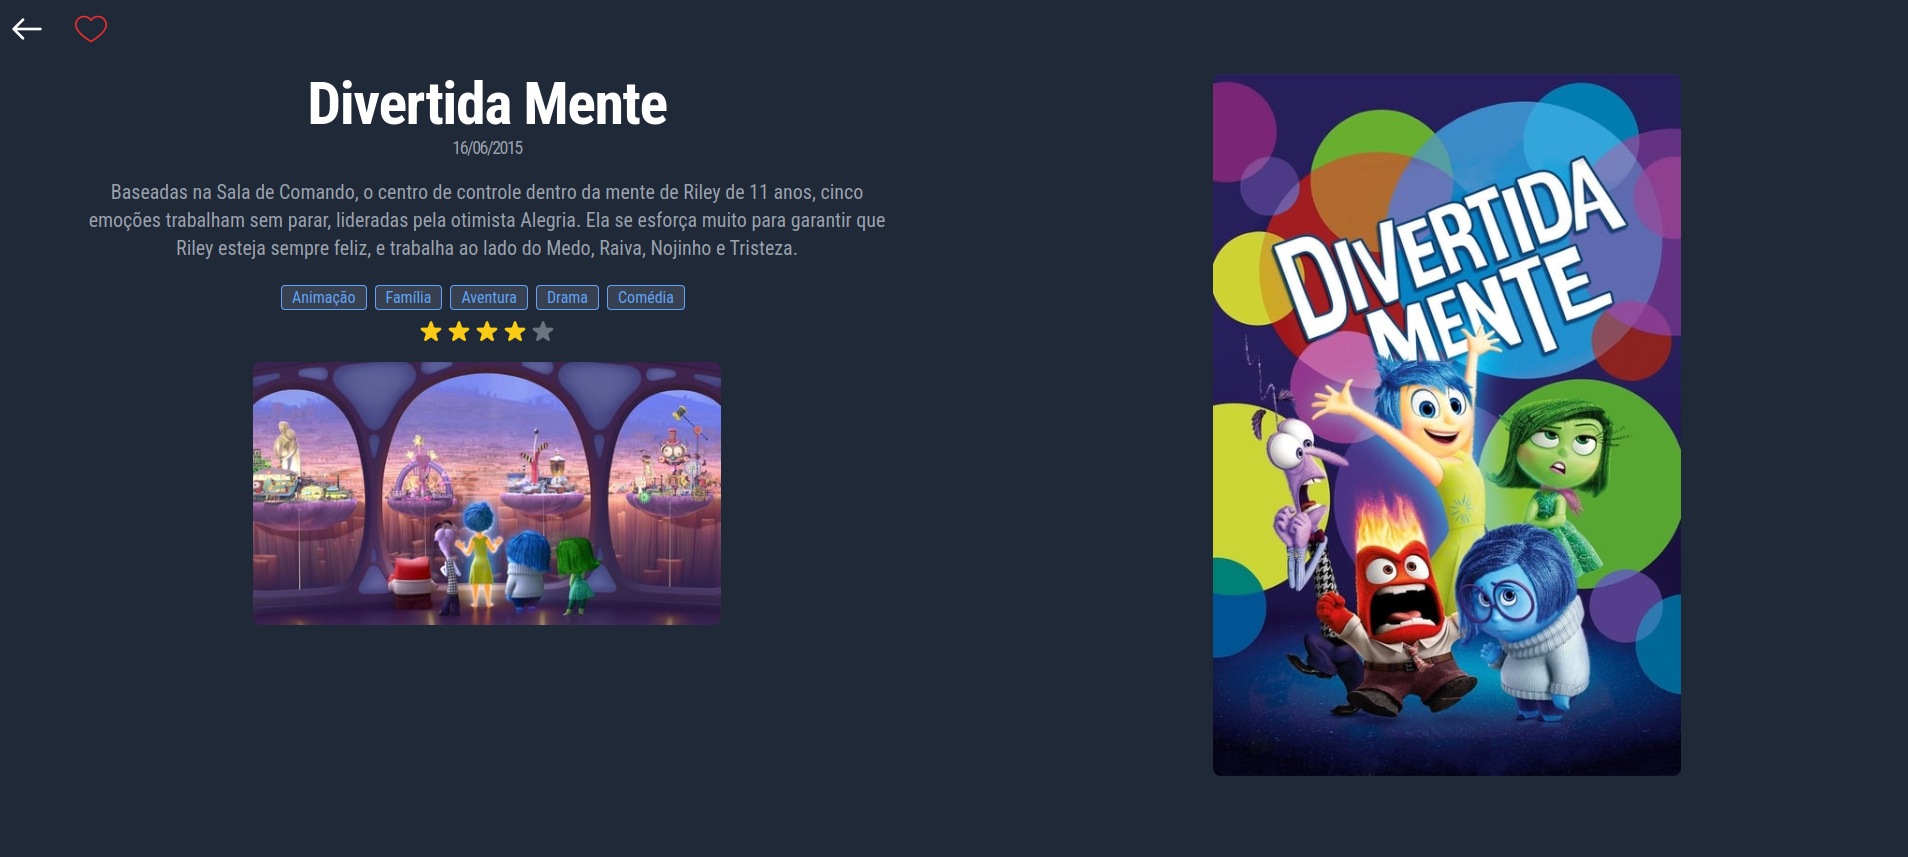 Divertida Mente
16/06/2015
Baseadas na Sala de Comando, o centro de controle dentro da mente de Riley de 11 anos, cinco
emoções trabalham sem parar, lideradas pela otimista Alegria. Ela se esforça muito para garantir que
Riley esteja sempre feliz, e trabalha ao lado do Medo, Raiva, Nojinho e Tristeza.
Animação Família Aventura Drama Comédia
DIVERTIDA
MENTE